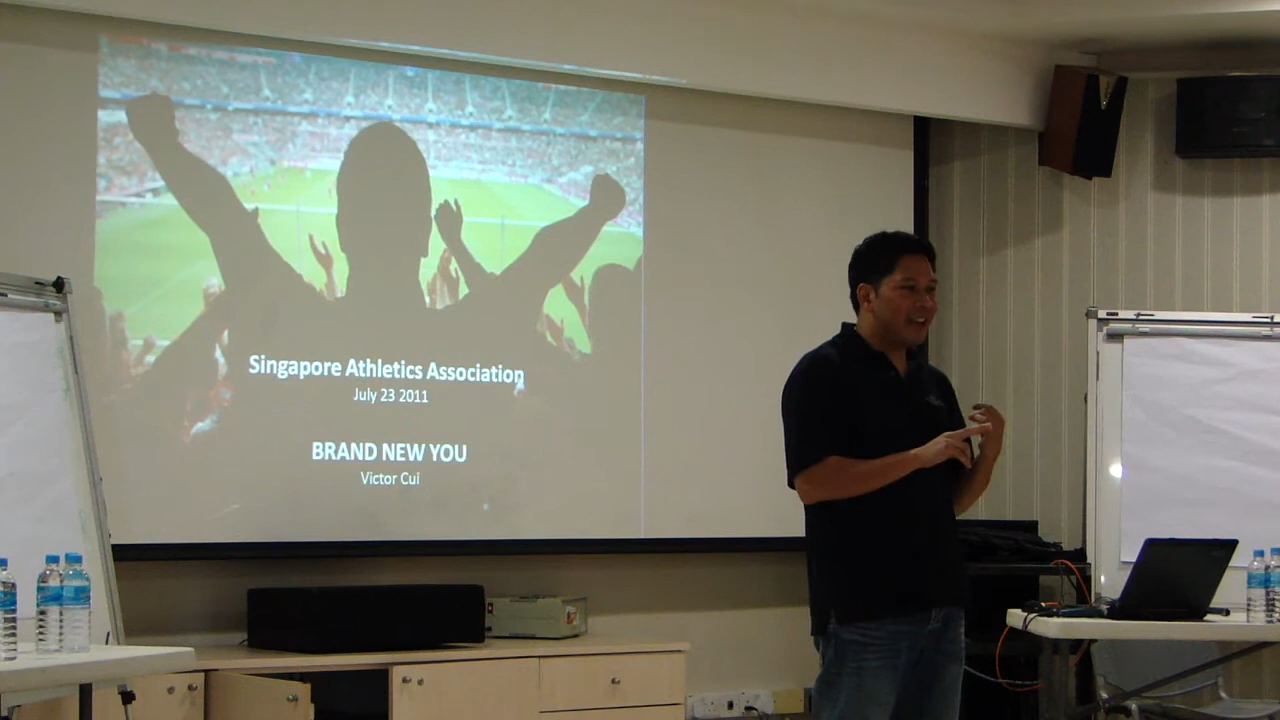 Singapore Athletics Association
July 23 2011
BRAND NEW YOU
Victor Cui